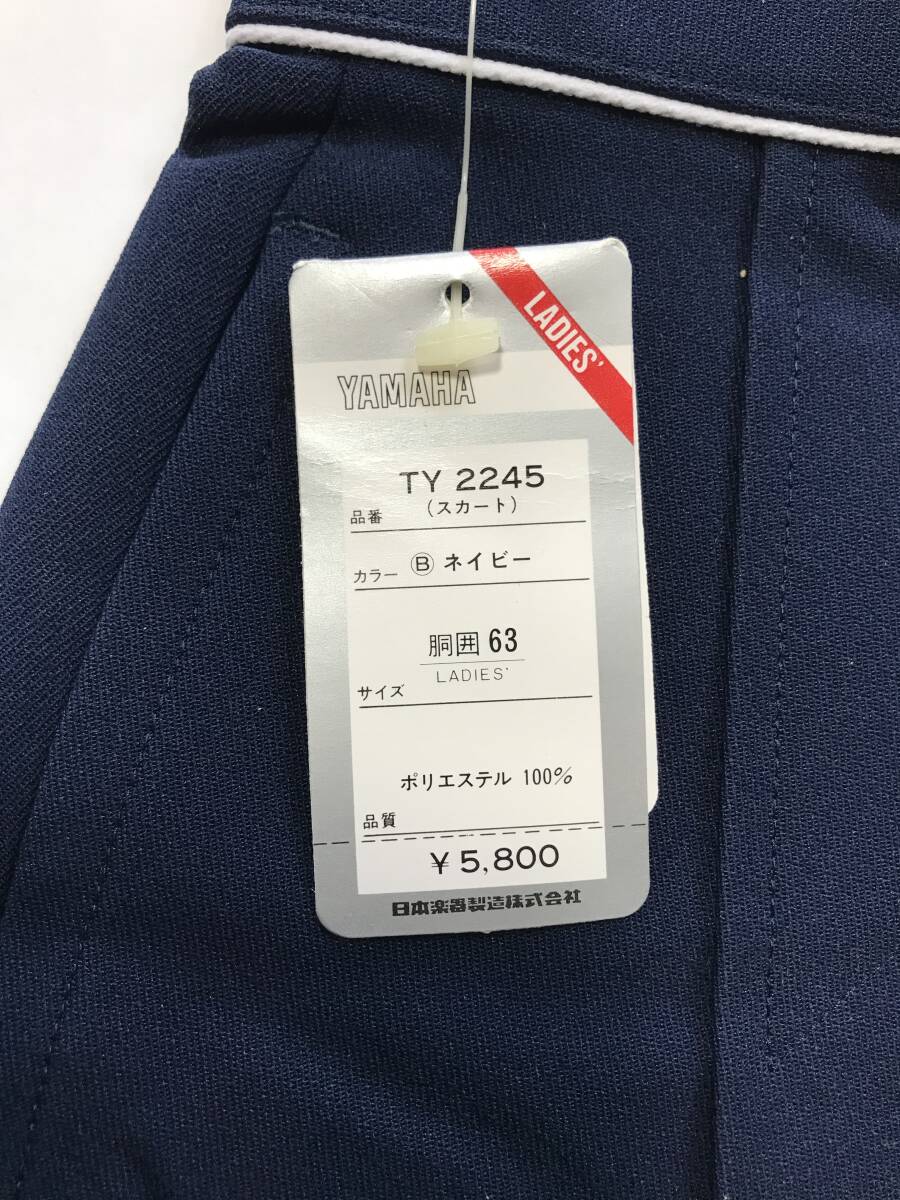 LADIES'
YAMAHA
TY 2245
(スカート)
品番
カラー Ⓑ ネイビー
胴囲 63
LADIES'
サイズ
ポリエステル 100%
品質
¥ 5,800
日本楽器製造株式会社